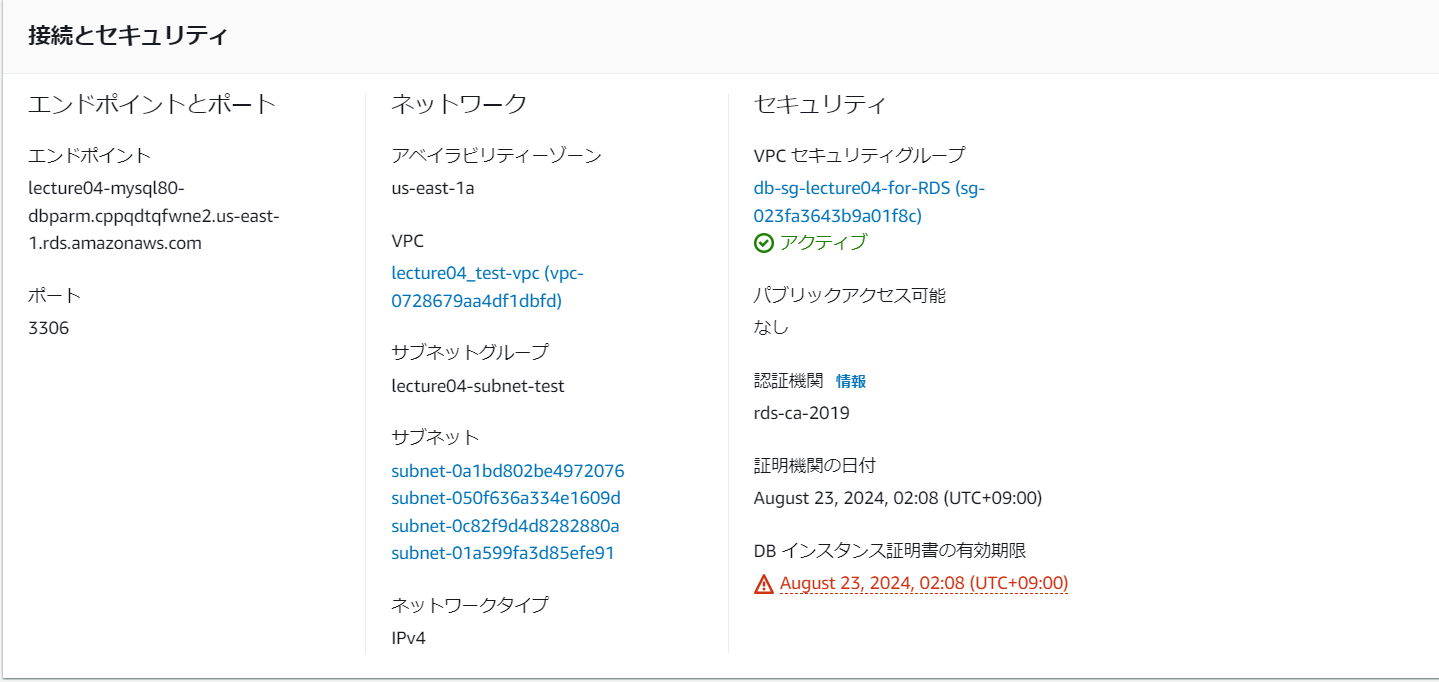 接続とセキュリティ
エンドポイントとポート
エンドポイント
lecture04-mysql80-
dbparm.cppqdtqfwne2.us-east-
1.rds.amazonaws.com
ポート
3306
ネットワーク
アベイラビリティーゾーン
us-east-1a
VPC
lecture04_test-vpc (vpc-
0728679aa4df1dbfd)
サブネットグループ
lecture04-subnet-test
サブネット
subnet-0a1bd802be4972076
subnet-050f636a334e1609d
subnet-0c82f9d4d8282880a
subnet-01a599fa3d85efe91
ネットワークタイプ
IPv4
セキュリティ
VPC セキュリティグループ
db-sg-lecture04-for-RDS (sg-
023fa3643b9a01f8c)
アクティブ
パブリックアクセス可能
なし
認証機関 情報
rds-ca-2019
証明機関の日付
August 23, 2024, 02:08 (UTC+09:00)
DB インスタンス証明書の有効期限
August 23, 2024, 02:08 (UTC+09:00)